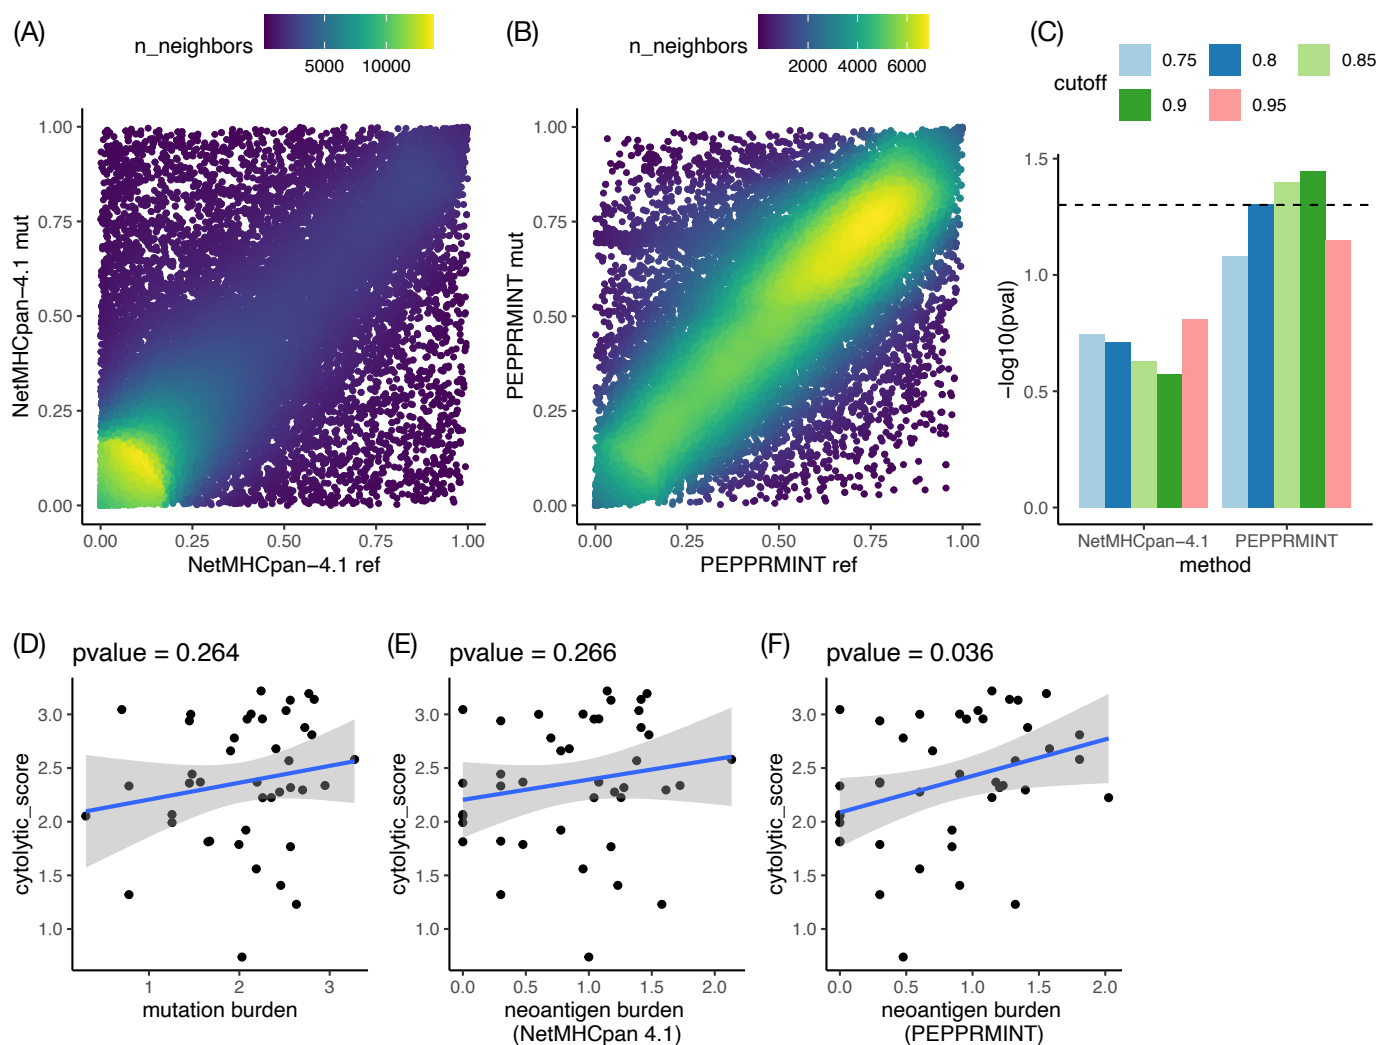 (A)
n_neighbors
5000 10000
1.00
0.75
0.50
0.25
0.00
NetMHCpan−4.1 mut
0.00 0.25 0.50 0.75 1.00
NetMHCpan−4.1 ref
(B)
n_neighbors
2000 4000 6000
1.00
0.75
0.50
0.25
0.00
PEPPRMINT mut
0.00 0.25 0.50 0.75 1.00
PEPPRMINT ref
(C)
cutoff
0.75 0.8 0.85
0.9 0.95
1.5
1.0
0.5
0.0
−log10(pval)
NetMHCpan−4.1 PEPPRMINT
method
(D)
pvalue = 0.264
3.0
2.5
2.0
1.5
1.0
cytolytic_score
1 2 3
mutation burden
(E)
pvalue = 0.266
3.0
2.5
2.0
1.5
1.0
cytolytic_score
0.0 0.5 1.0 1.5 2.0
neoantigen burden
(NetMHCpan 4.1)
(F)
pvalue = 0.036
3.0
2.5
2.0
1.5
1.0
cytolytic_score
0.0 0.5 1.0 1.5 2.0
neoantigen burden
(PEPPRMINT)